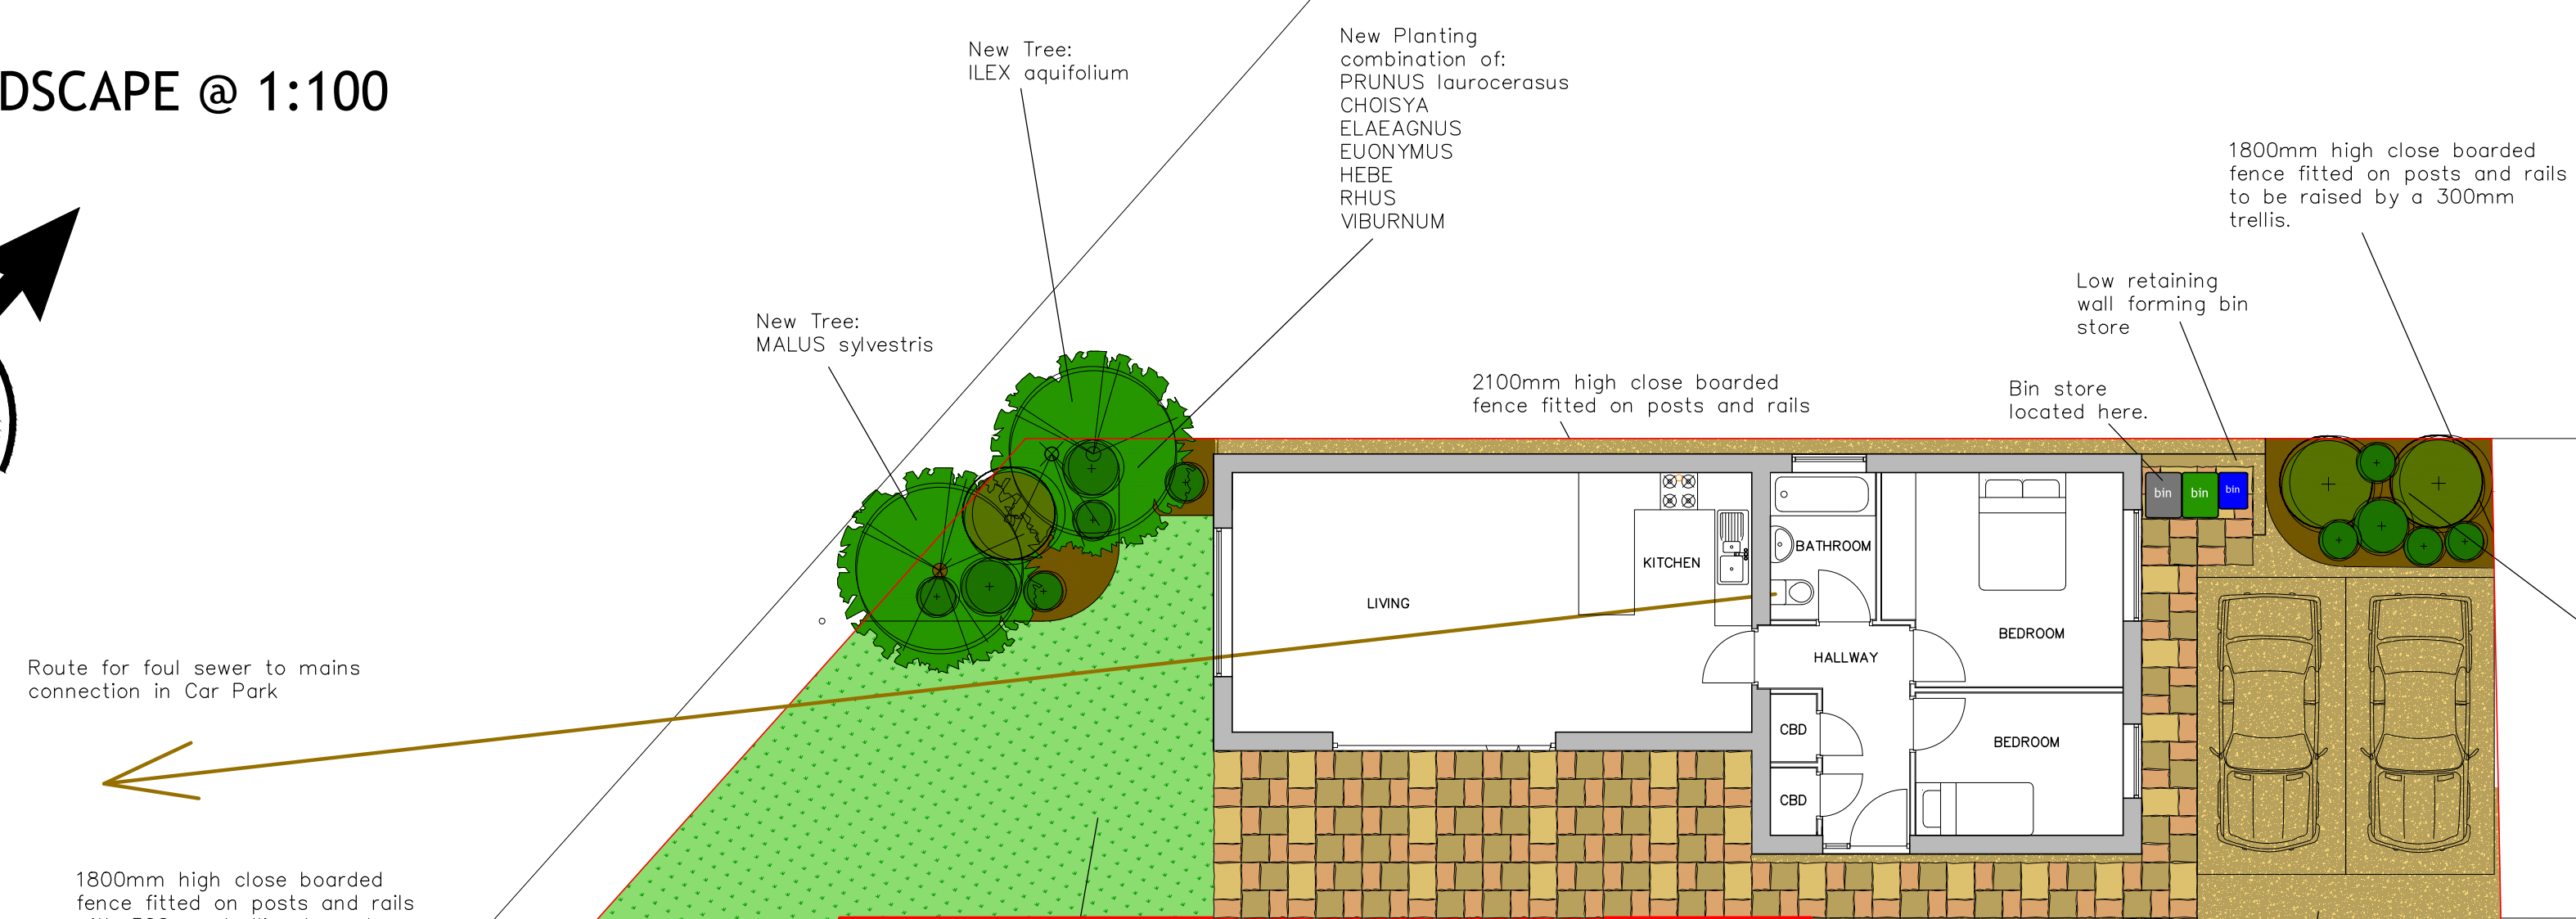 DSCAPE @ 1:100
New Tree:
ILEX aquifolium
New Planting
combination of:
PRUNUS laurocerasus
CHOISYA
ELAEAGNUS
EUONYMUS
HEBE
RHUS
VIBURNUM
1800mm high close boarded
fence fitted on posts and rails
to be raised by a 300mm
trellis.
Low retaining
wall forming bin
store
New Tree:
MALUS sylvestris
2100mm high close boarded
fence fitted on posts and rails
Bin store
located here.
bin
bin
bin
BATHROOM
KITCHEN
LIVING
BEDROOM
HALLWAY
CBD
BEDROOM
CBD
Route for foul sewer to mains
connection in Car Park
1800mm high close boarded
fence fitted on posts and rails